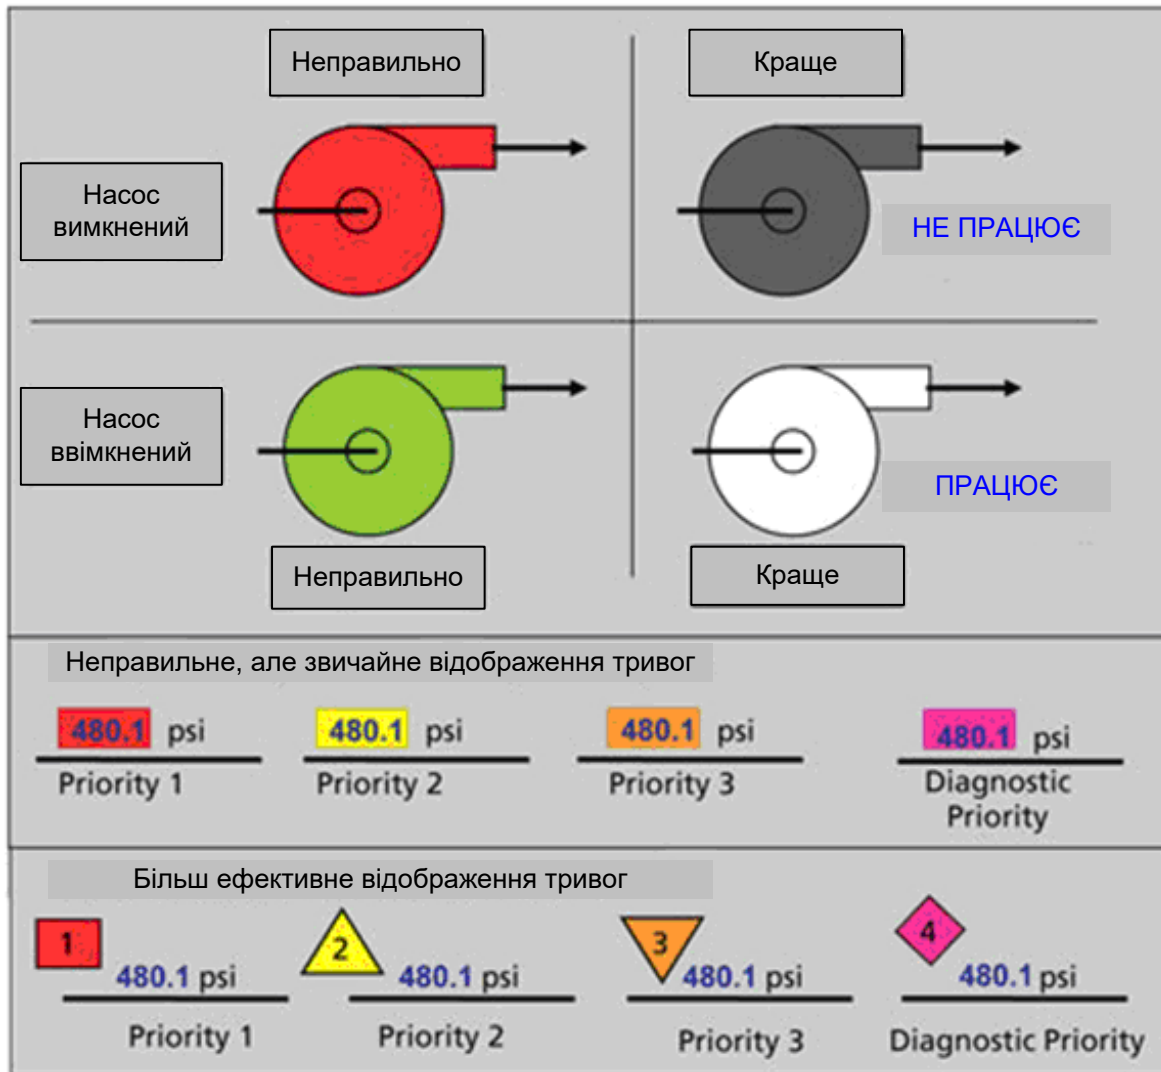 Неправильно
Краще
Насос
вимкнений
НЕ ПРАЦЮЄ
Насос
ввімкнений
ПРАЦЮЄ
Неправильно
Краще
Неправильне, але звичайне відображення тривог
480.1 psi
Priority 1
480.1 psi
Priority 2
480.1 psi
Priority 3
480.1 psi
Diagnostic
Priority
Більш ефективне відображення тривог
1
480.1 psi
Priority 1
2
480.1 psi
Priority 2
3
480.1 psi
Priority 3
4
480.1 psi
Diagnostic Priority